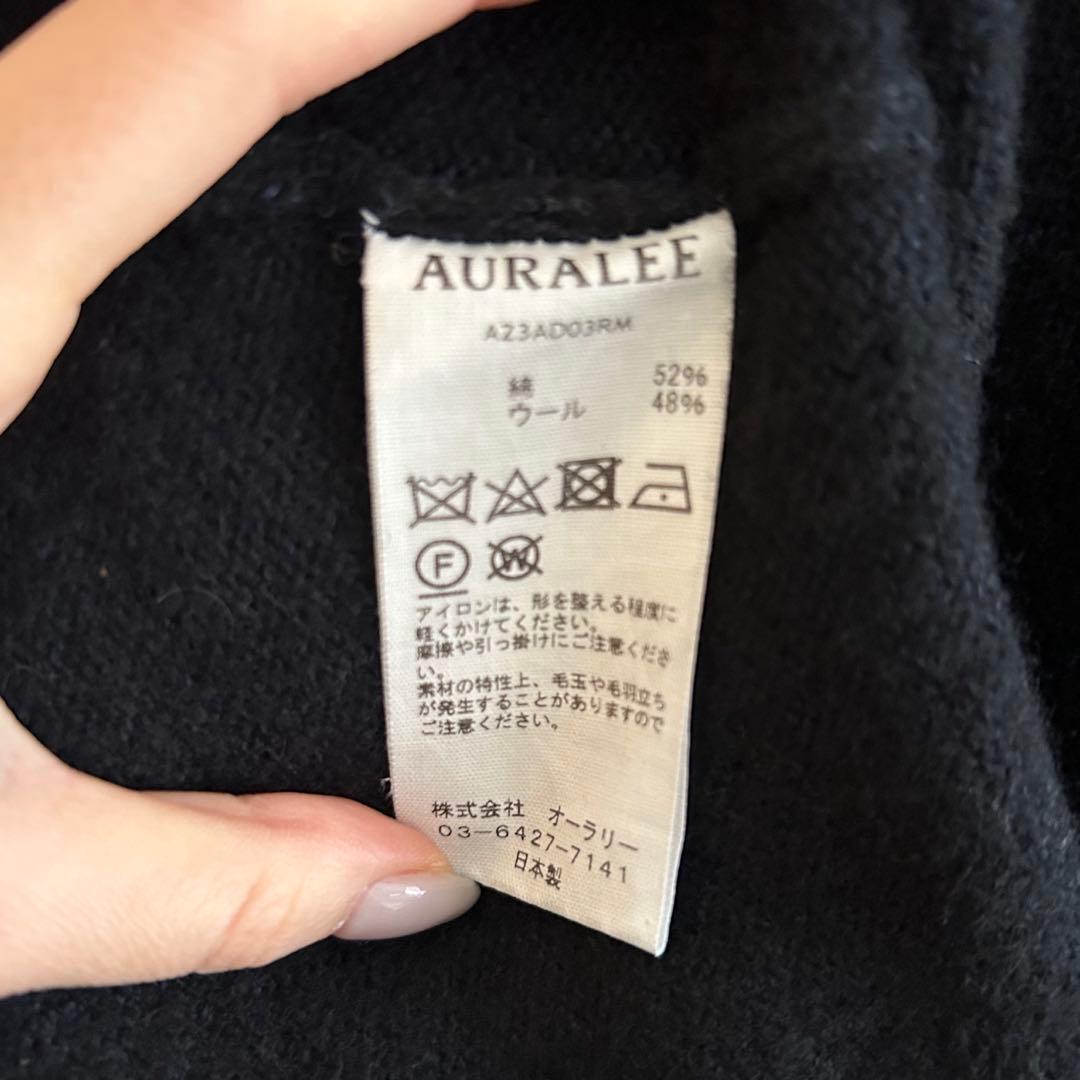 AURALEE
A23AD03RM
綿 52%
ウール 48%
F W
アイロンは、形を整える程度に
軽くかけてください。
摩擦や引っ掛けにご注意くださ
い。
素材の特性上、毛玉や毛羽立ち
が発生することがありますので
ご注意ください。
株式会社 オーラリー
03-6427-7141
日本製